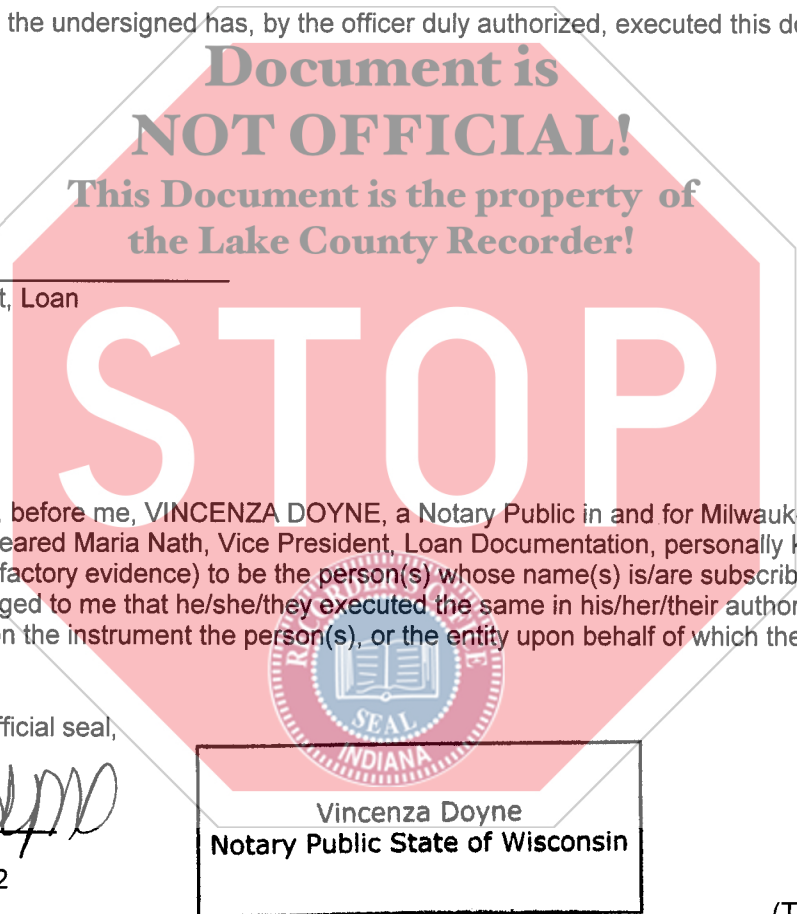 the undersigned has, by the officer duly authorized, executed this do
Document is
NOT OFFICIAL!
This Document is the property of
the Lake County Recorder!
t, Loan
STOP
before me, VINCENZA DOYNE, a Notary Public in and for Milwauk
eared Maria Nath, Vice President, Loan Documentation, personally k
factory evidence) to be the person(s) whose name(s) is/are subscrib
ged to me that he/she/they executed the same in his/her/their author
n the instrument the person(s), or the entity upon behalf of which the
RECORDER'S OFFICE
SEAL
INDIANA
fficial seal,
Vincenza Doyne
Notary Public State of Wisconsin
2
(T